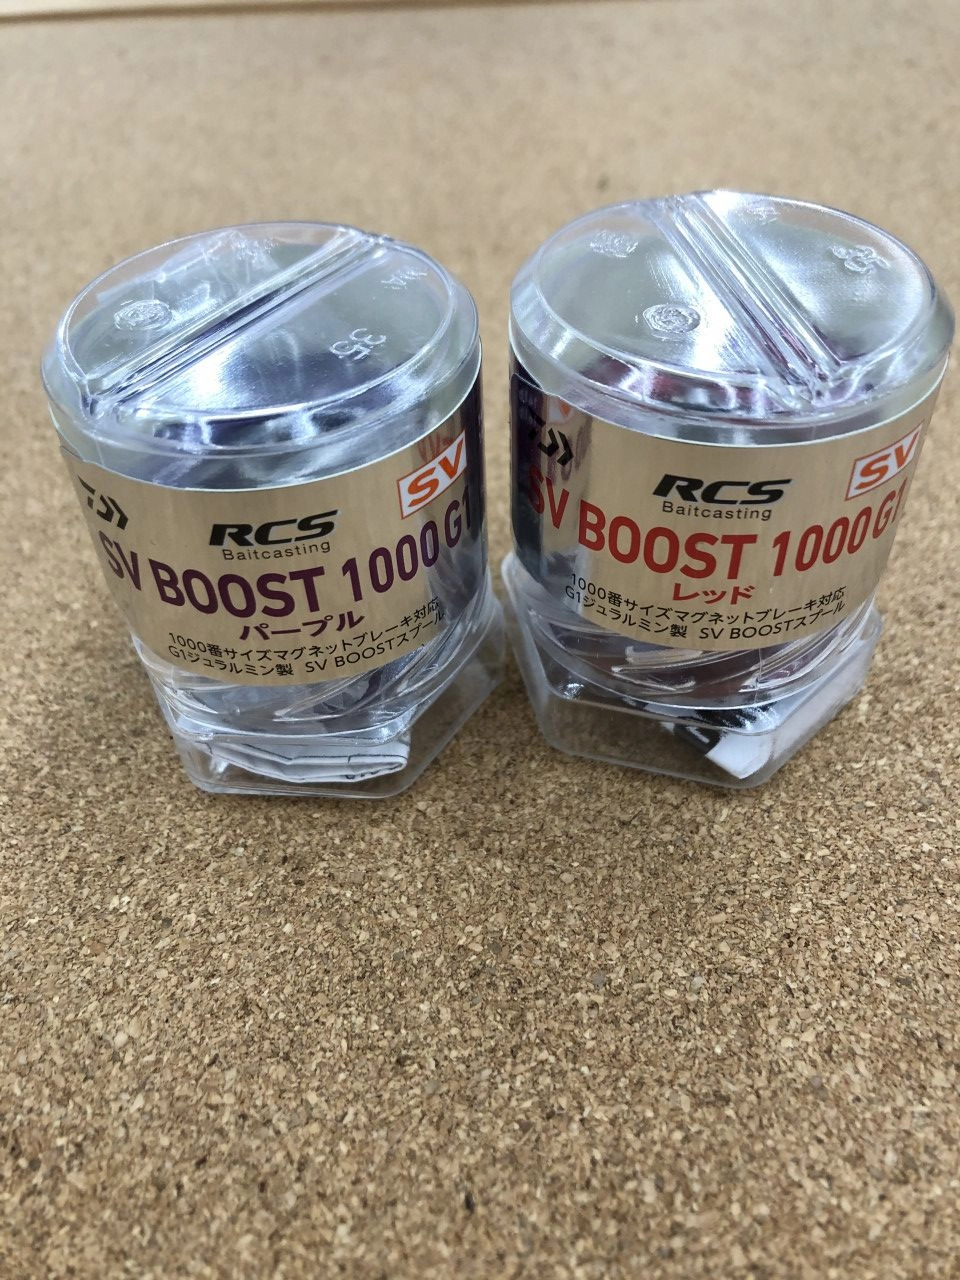 35
RCS
Baitcasting
SV
SV BOOST 1000 G1
パープル
1000番サイズマグネットブレーキ対応
G1ジュラルミン製 SV BOOSTスプール
35
RCS
Baitcasting
SV
SV BOOST 1000 G1
レッド
1000番サイズマグネットブレーキ対応
G1ジュラルミン製 SV BOOSTスプール